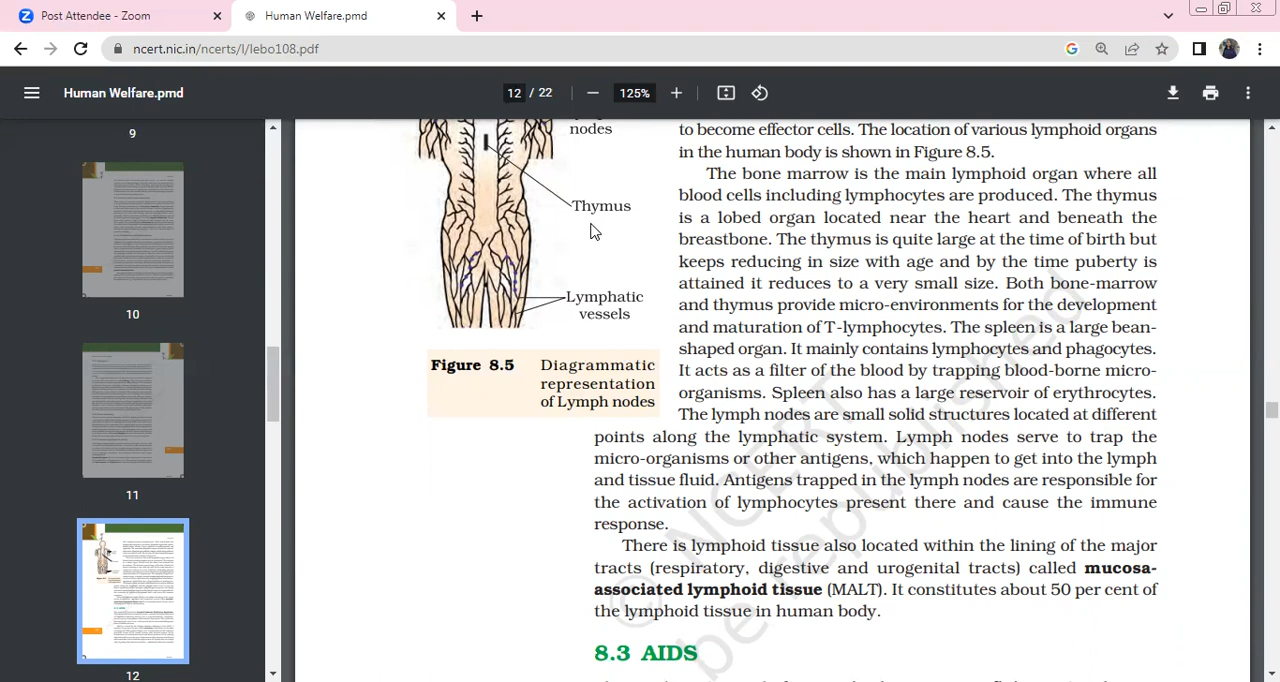 Post Attendee - Zoom
Human Welfare.pmd
ncert.nic.in/ncerts/l/lebo108.pdf
Human Welfare.pmd
12 / 22
125%
9
10
11
12
nodes
Thymus
Lymphatic
vessels
Figure 8.5 Diagrammatic
representation
of Lymph nodes
to become effector cells. The location of various lymphoid organs
in the human body is shown in Figure 8.5.
The bone marrow is the main lymphoid organ where all
blood cells including lymphocytes are produced. The thymus
is a lobed organ located near the heart and beneath the
breastbone. The thymus is quite large at the time of birth but
keeps reducing in size with age and by the time puberty is
attained it reduces to a very small size. Both bone-marrow
and thymus provide micro-environments for the development
and maturation of T-lymphocytes. The spleen is a large bean-
shaped organ. It mainly contains lymphocytes and phagocytes.
It acts as a filter of the blood by trapping blood-borne micro-
organisms. Spleen also has a large reservoir of erythrocytes.
The lymph nodes are small solid structures located at different
points along the lymphatic system. Lymph nodes serve to trap the
micro-organisms or other antigens, which happen to get into the lymph
and tissue fluid. Antigens trapped in the lymph nodes are responsible for
the activation of lymphocytes present there and cause the immune
response.
There is lymphoid tissue also located within the lining of the major
tracts (respiratory, digestive and urogenital tracts) called mucosa-
associated lymphoid tissue (MALT). It constitutes about 50 per cent of
the lymphoid tissue in human body.
8.3 AIDS
© NCERT
be republished